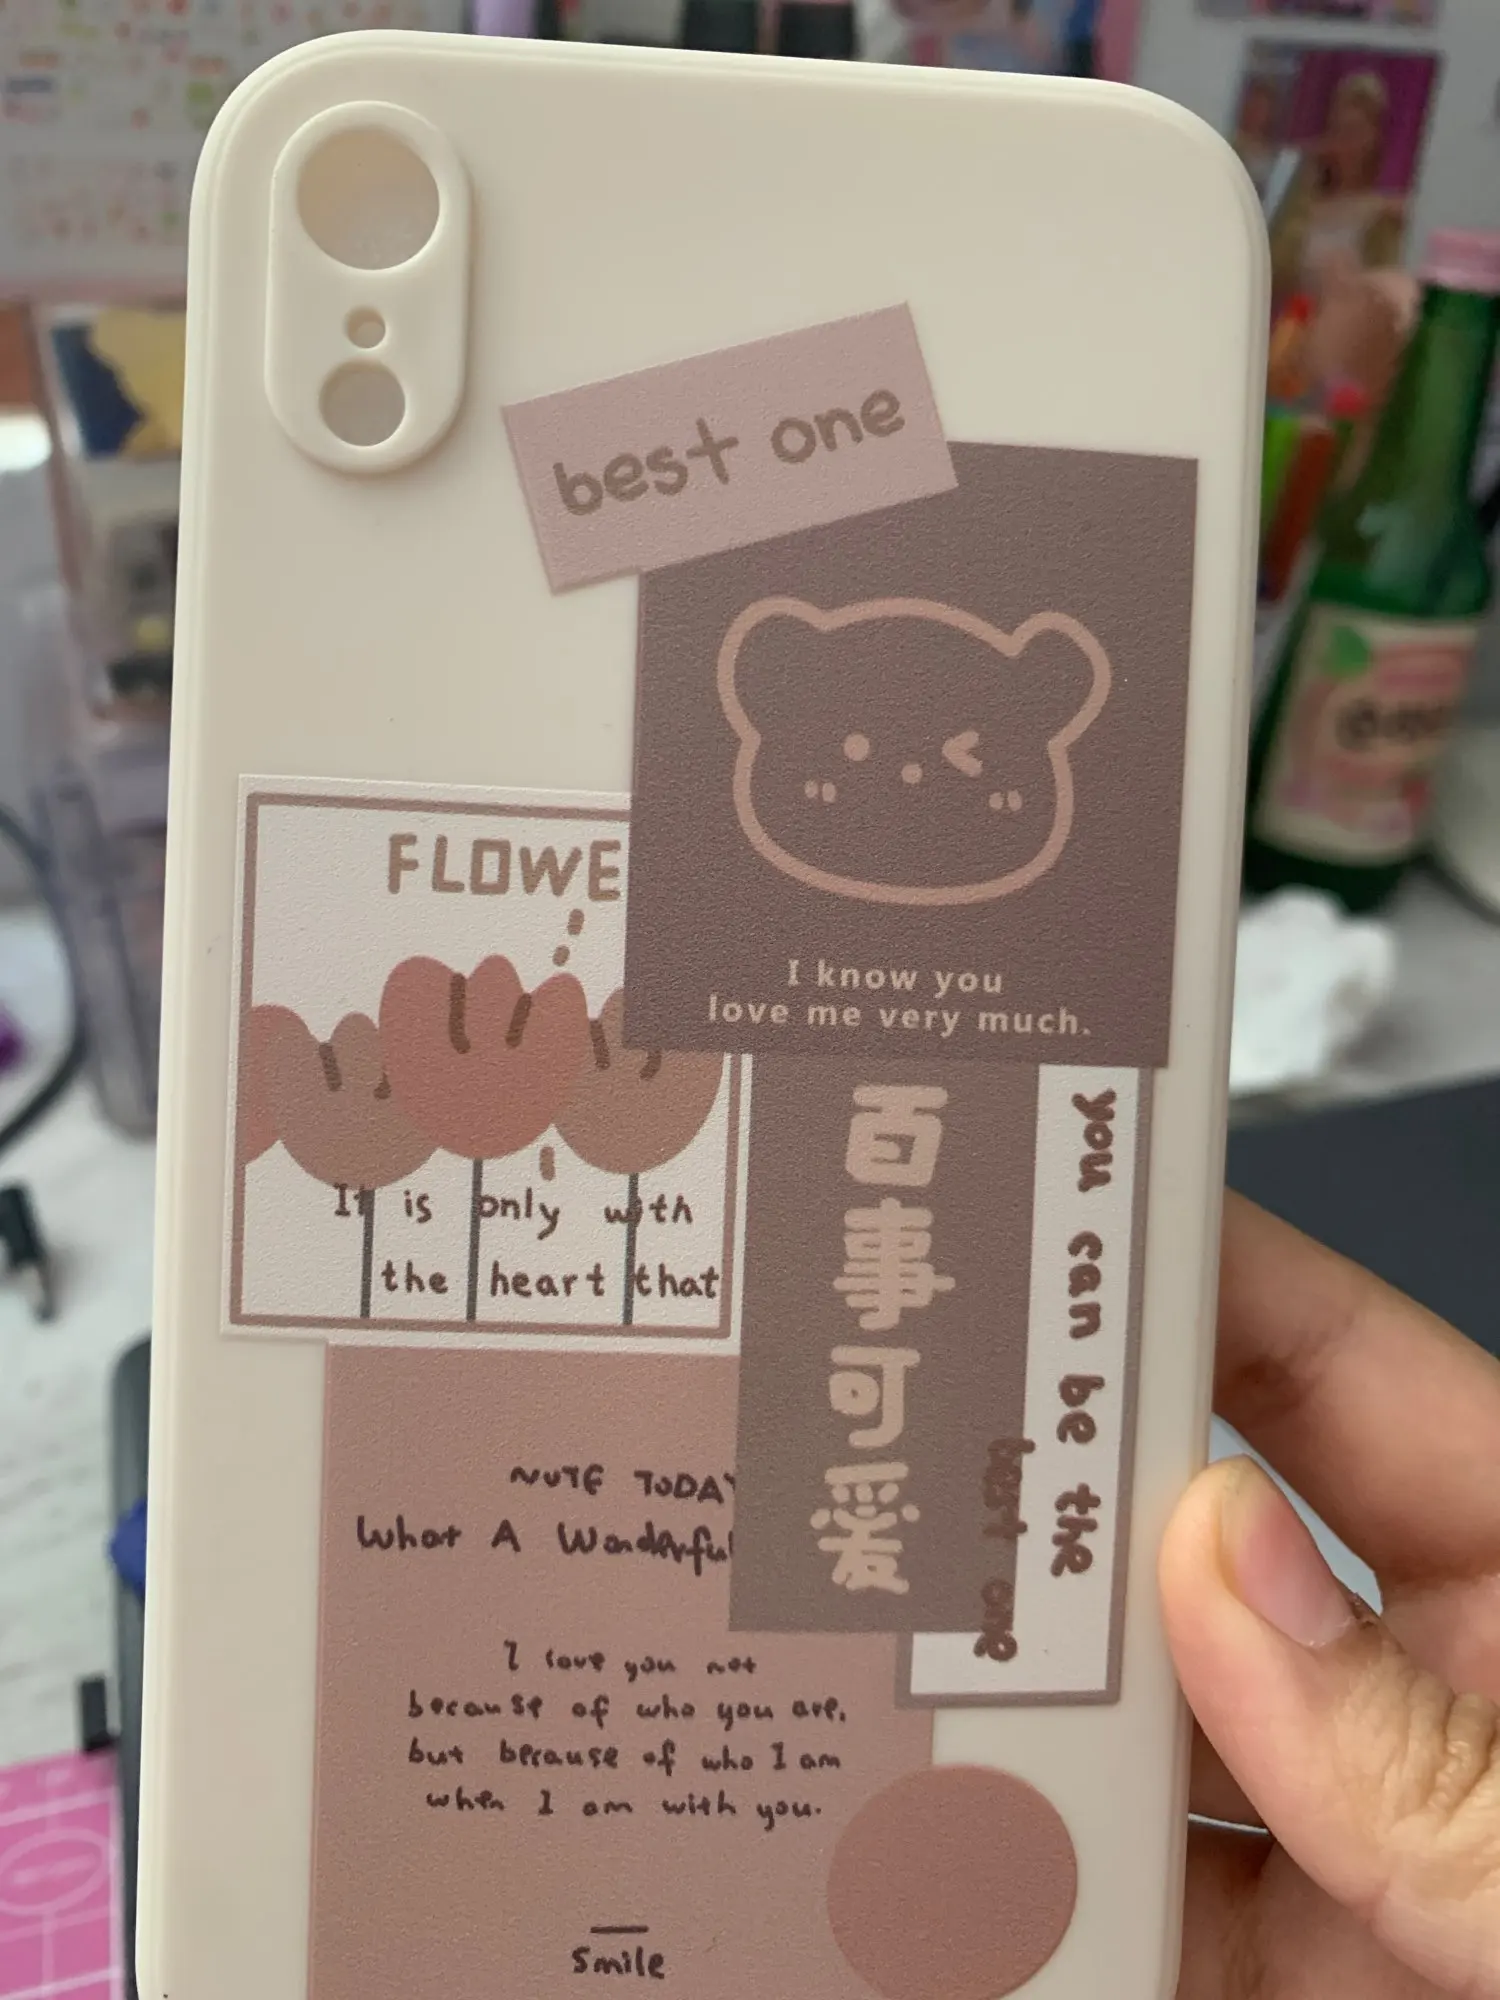 best one
I know you
love me very much.
FLOWE
It is only with
the heart that
百事可爱
you can be the
best one
NOTE TODAY
What A Wonderful
I love you not
because of who you are,
but because of who I am
when I am with you.
Smile